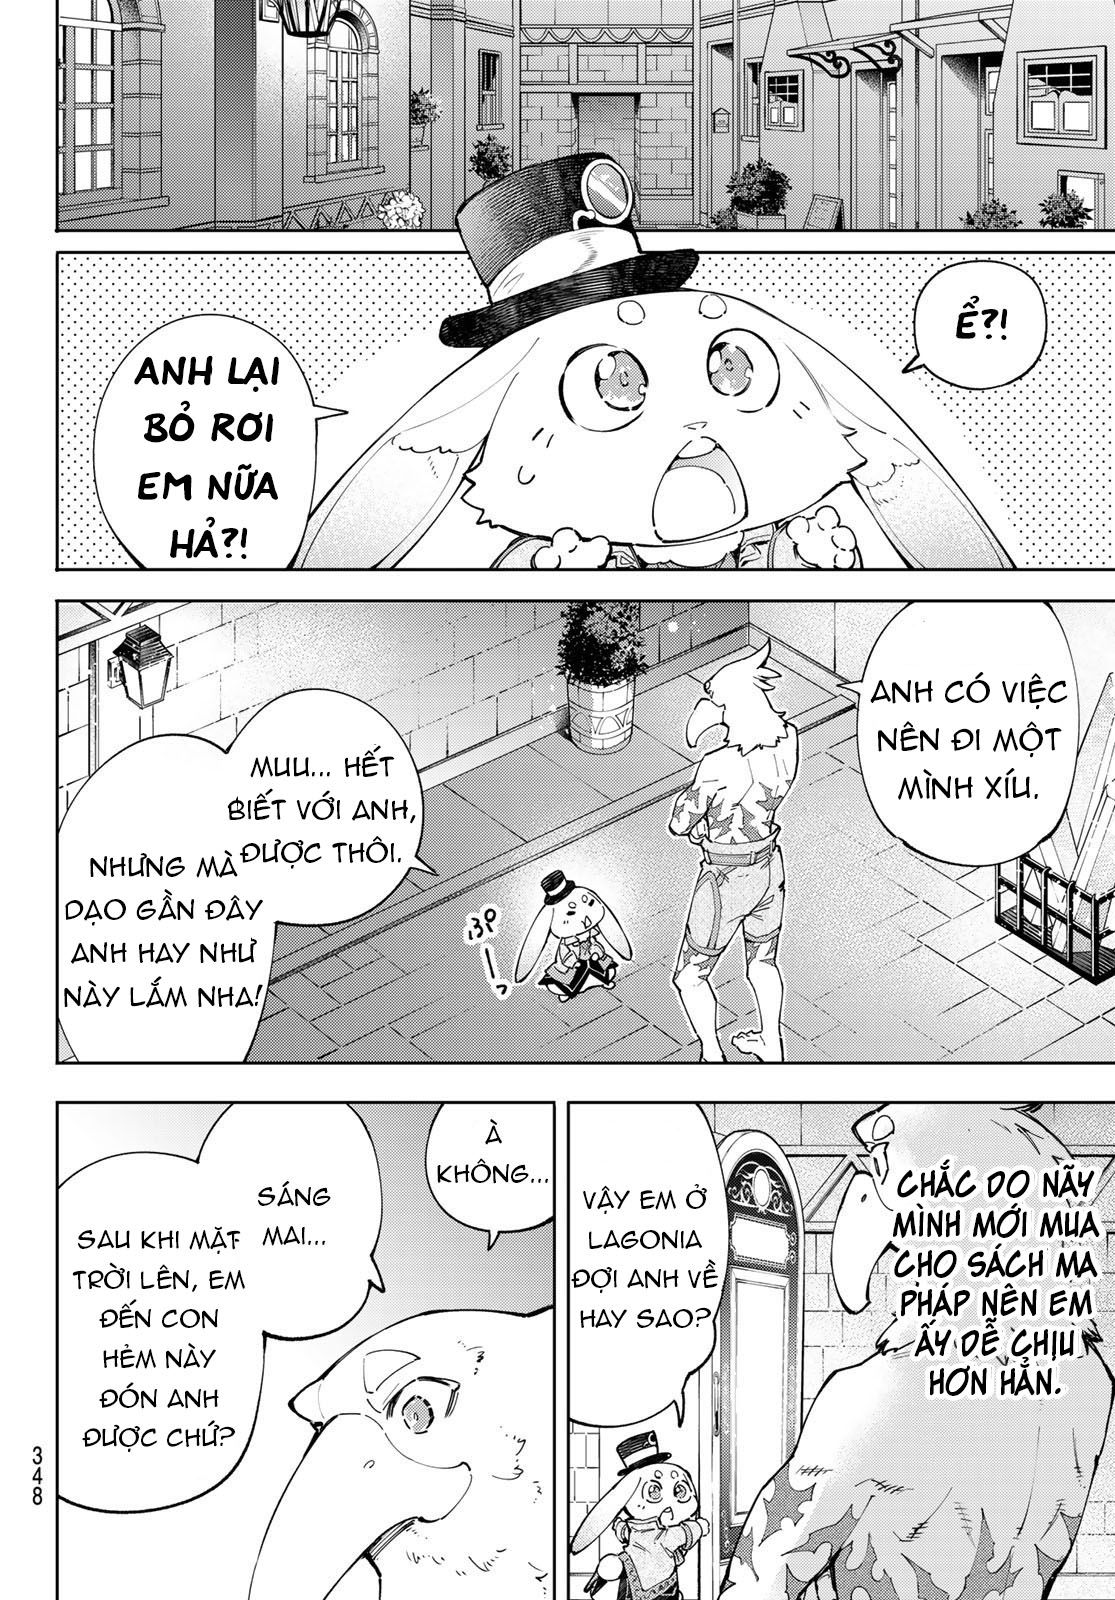 Ể?!
ANH LẠI
BỎ RƠI
EM NỮA
HẢ?!
ANH CÓ VIỆC
NÊN ĐI MỘT
MÌNH XÍU.
MUU... HẾT
BIẾT VỚI ANH,
ĐƯỢC THÔI.
NHƯNG MÀ
DẠO GẦN ĐÂY
ANH HAY NHƯ
NÀY LẮM NHA!
ぷーっ
CHẮC DO NÃY
MÌNH MỚI MUA
CHO SÁCH MA
PHÁP NÊN EM
ẤY DỄ CHỊU
HƠN HẲN.
VẬY EM Ở
LAGONIA
ĐỢI ANH VỀ
HAY SAO?
À
KHÔNG...
SÁNG
MAI...
SAU KHI MẶT
TRỜI LÊN, EM
ĐẾN CON
HẺM NÀY
ĐÓN ANH
ĐƯỢC CHỨ?
348